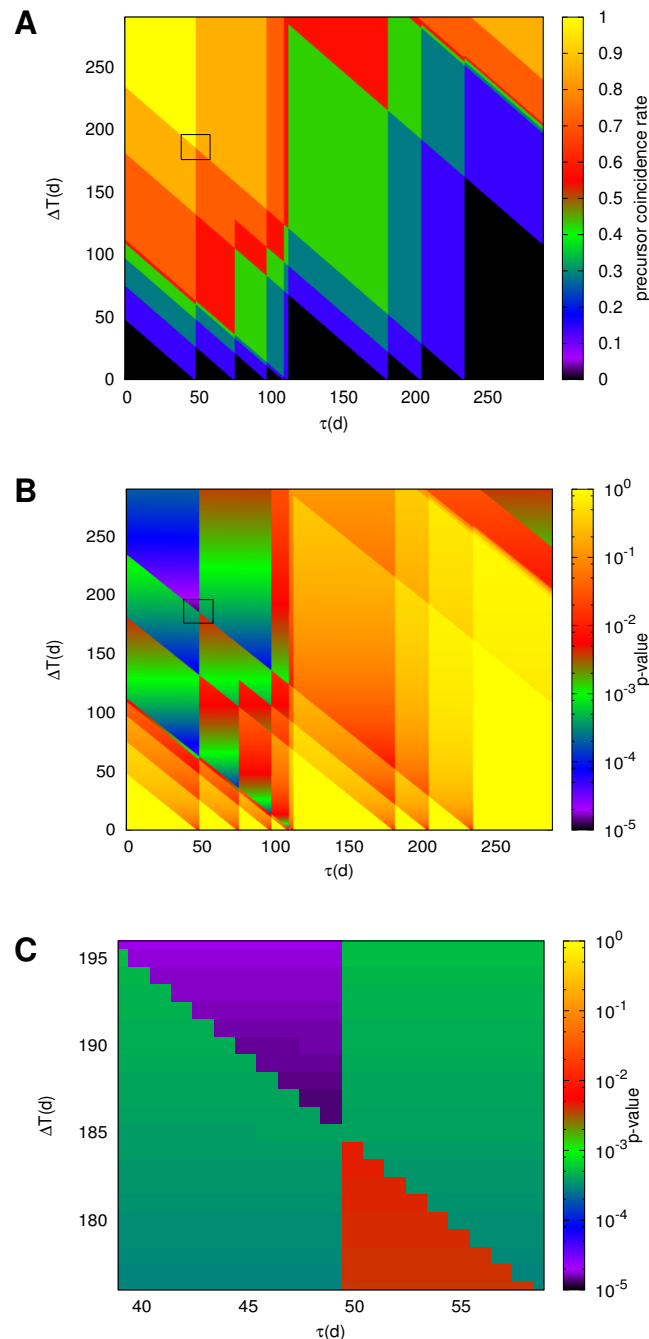 A
250
200
150
100
50
0
ΔT(d)
0 50 100 150 200 250
τ(d)
1
0.9
0.8
0.7
0.6
0.5
0.4
0.3
0.2
0.1
0
precursor coincidence rate
B
250
200
150
100
50
0
ΔT(d)
0 50 100 150 200 250
τ(d)
10^0
10^-1
10^-2
10^-3
10^-4
10^-5
p-value
C
195
190
185
180
ΔT(d)
40 45 50 55
τ(d)
10^0
10^-1
10^-2
10^-3
10^-4
10^-5
p-value